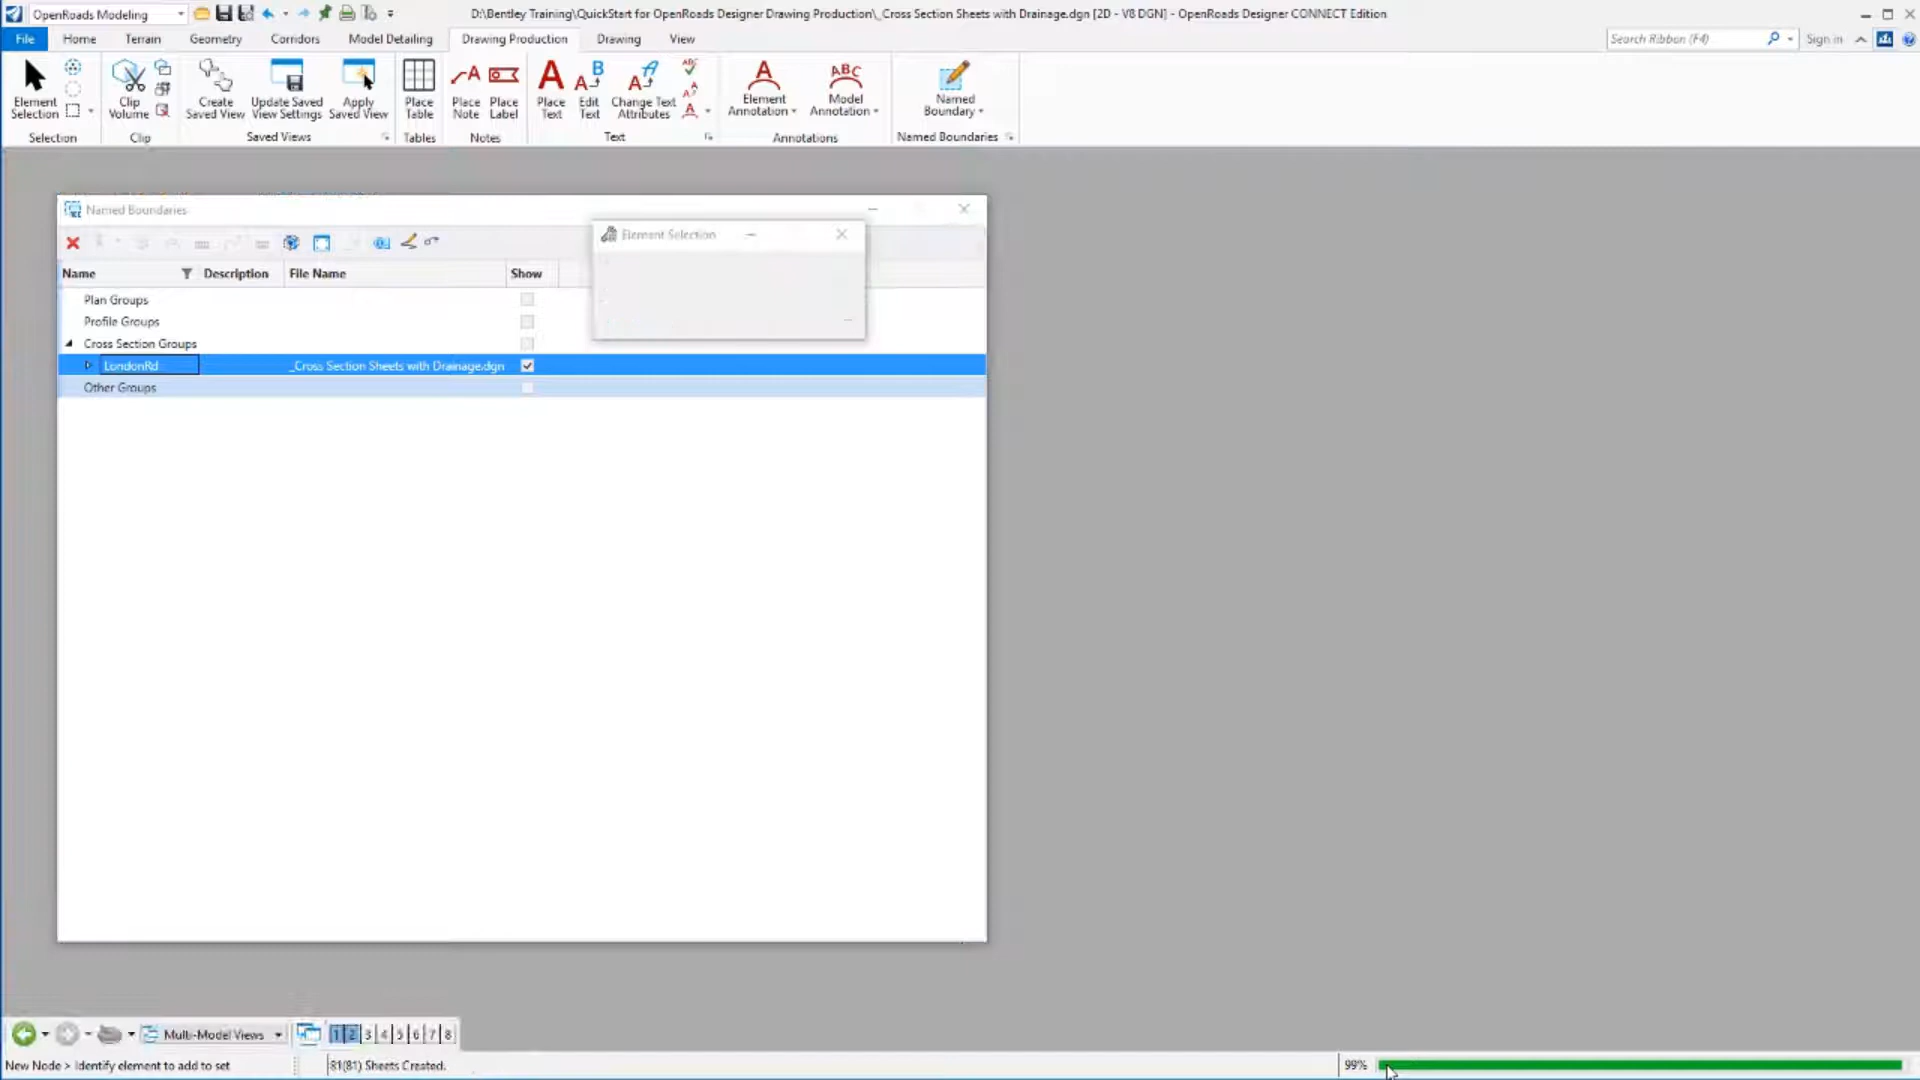 OpenRoads Modeling
D:\Bentley Training\QuickStart for OpenRoads Designer Drawing Production\_Cross Section Sheets with Drainage.dgn [2D - V8 DGN] - OpenRoads Designer CONNECT Edition
File Home Terrain Geometry Corridors Model Detailing Drawing Production Drawing View
Search Ribbon (F4) Sign in
Element Selection
Clip Volume
Create Saved View
Update Saved View Settings
Apply Saved View
Place Table
Place Note
Place Label
Place Text
Edit Text
Change Text Attributes
Element Annotation
Model Annotation
Named Boundary
Selection Clip Saved Views Tables Notes Text Annotations Named Boundaries
Named Boundaries
Element Selection
Name Description File Name Show
Plan Groups
Profile Groups
Cross Section Groups
LondonRd _Cross Section Sheets with Drainage.dgn
Other Groups
Multi-Model Views 1 2 3 4 5 6 7 8
New Node > Identify element to add to set 81(81) Sheets Created. 99%